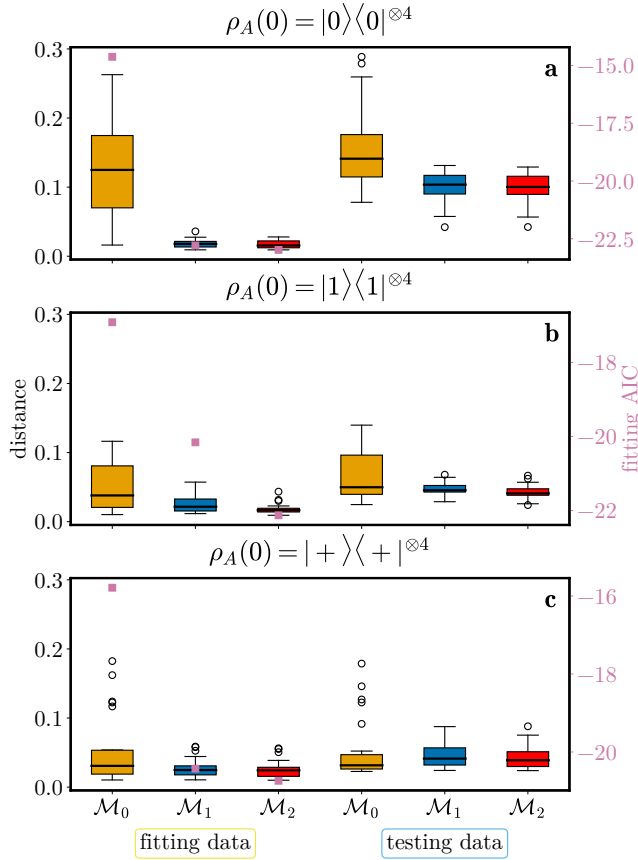 ρ_A(0) = |0⟩⟨0|^{⊗4}
0.3
0.2
0.1
0.0
a
−15.0
−17.5
−20.0
−22.5
ρ_A(0) = |1⟩⟨1|^{⊗4}
0.3
0.2
0.1
0.0
distance
b
−18
−20
−22
fitting AIC
ρ_A(0) = |+⟩⟨+|^{⊗4}
0.3
0.2
0.1
0.0
c
−16
−18
−20
ℳ₀ ℳ₁ ℳ₂ ℳ₀ ℳ₁ ℳ₂
fitting data testing data